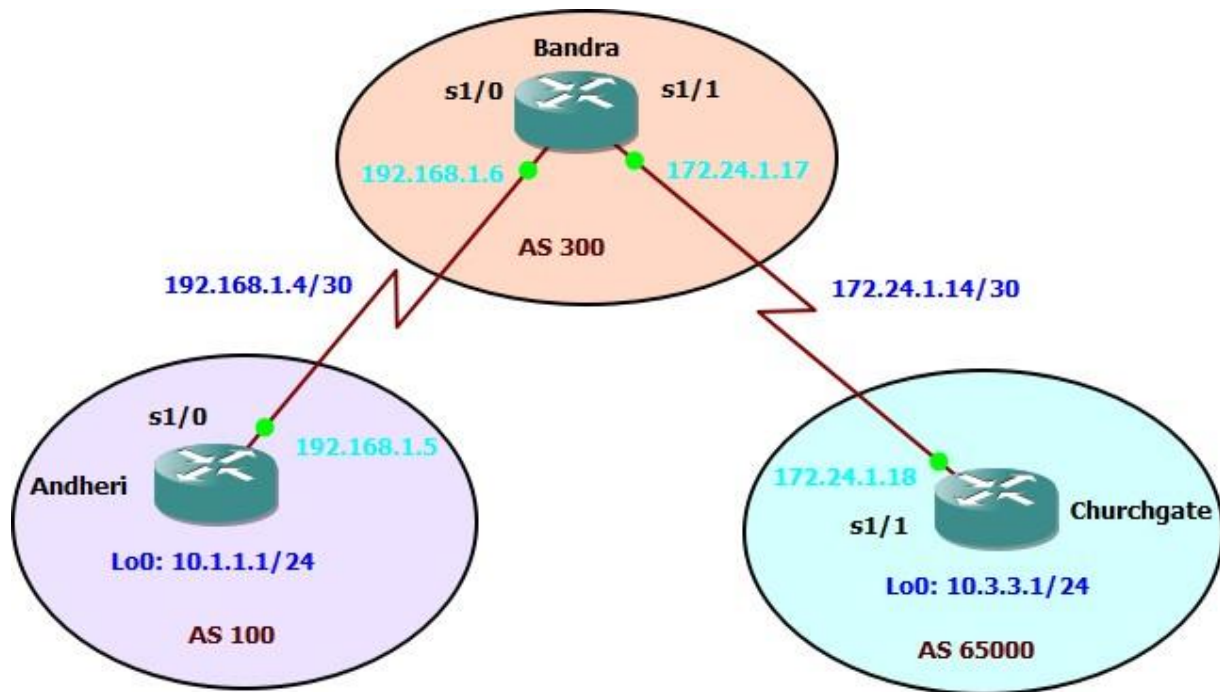 Bandra
s1/0
s1/1
192.168.1.6
172.24.1.17
AS 300
192.168.1.4/30
172.24.1.14/30
s1/0
192.168.1.5
Andheri
Lo0: 10.1.1.1/24
AS 100
172.24.1.18
s1/1
Churchgate
Lo0: 10.3.3.1/24
AS 65000